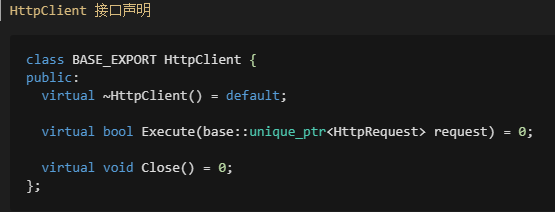 HttpClient 接口声明
class BASE_EXPORT HttpClient {
public:
  virtual ~HttpClient() = default;
  virtual bool Execute(base::unique_ptr<HttpRequest> request) = 0;
  virtual void Close() = 0;
};